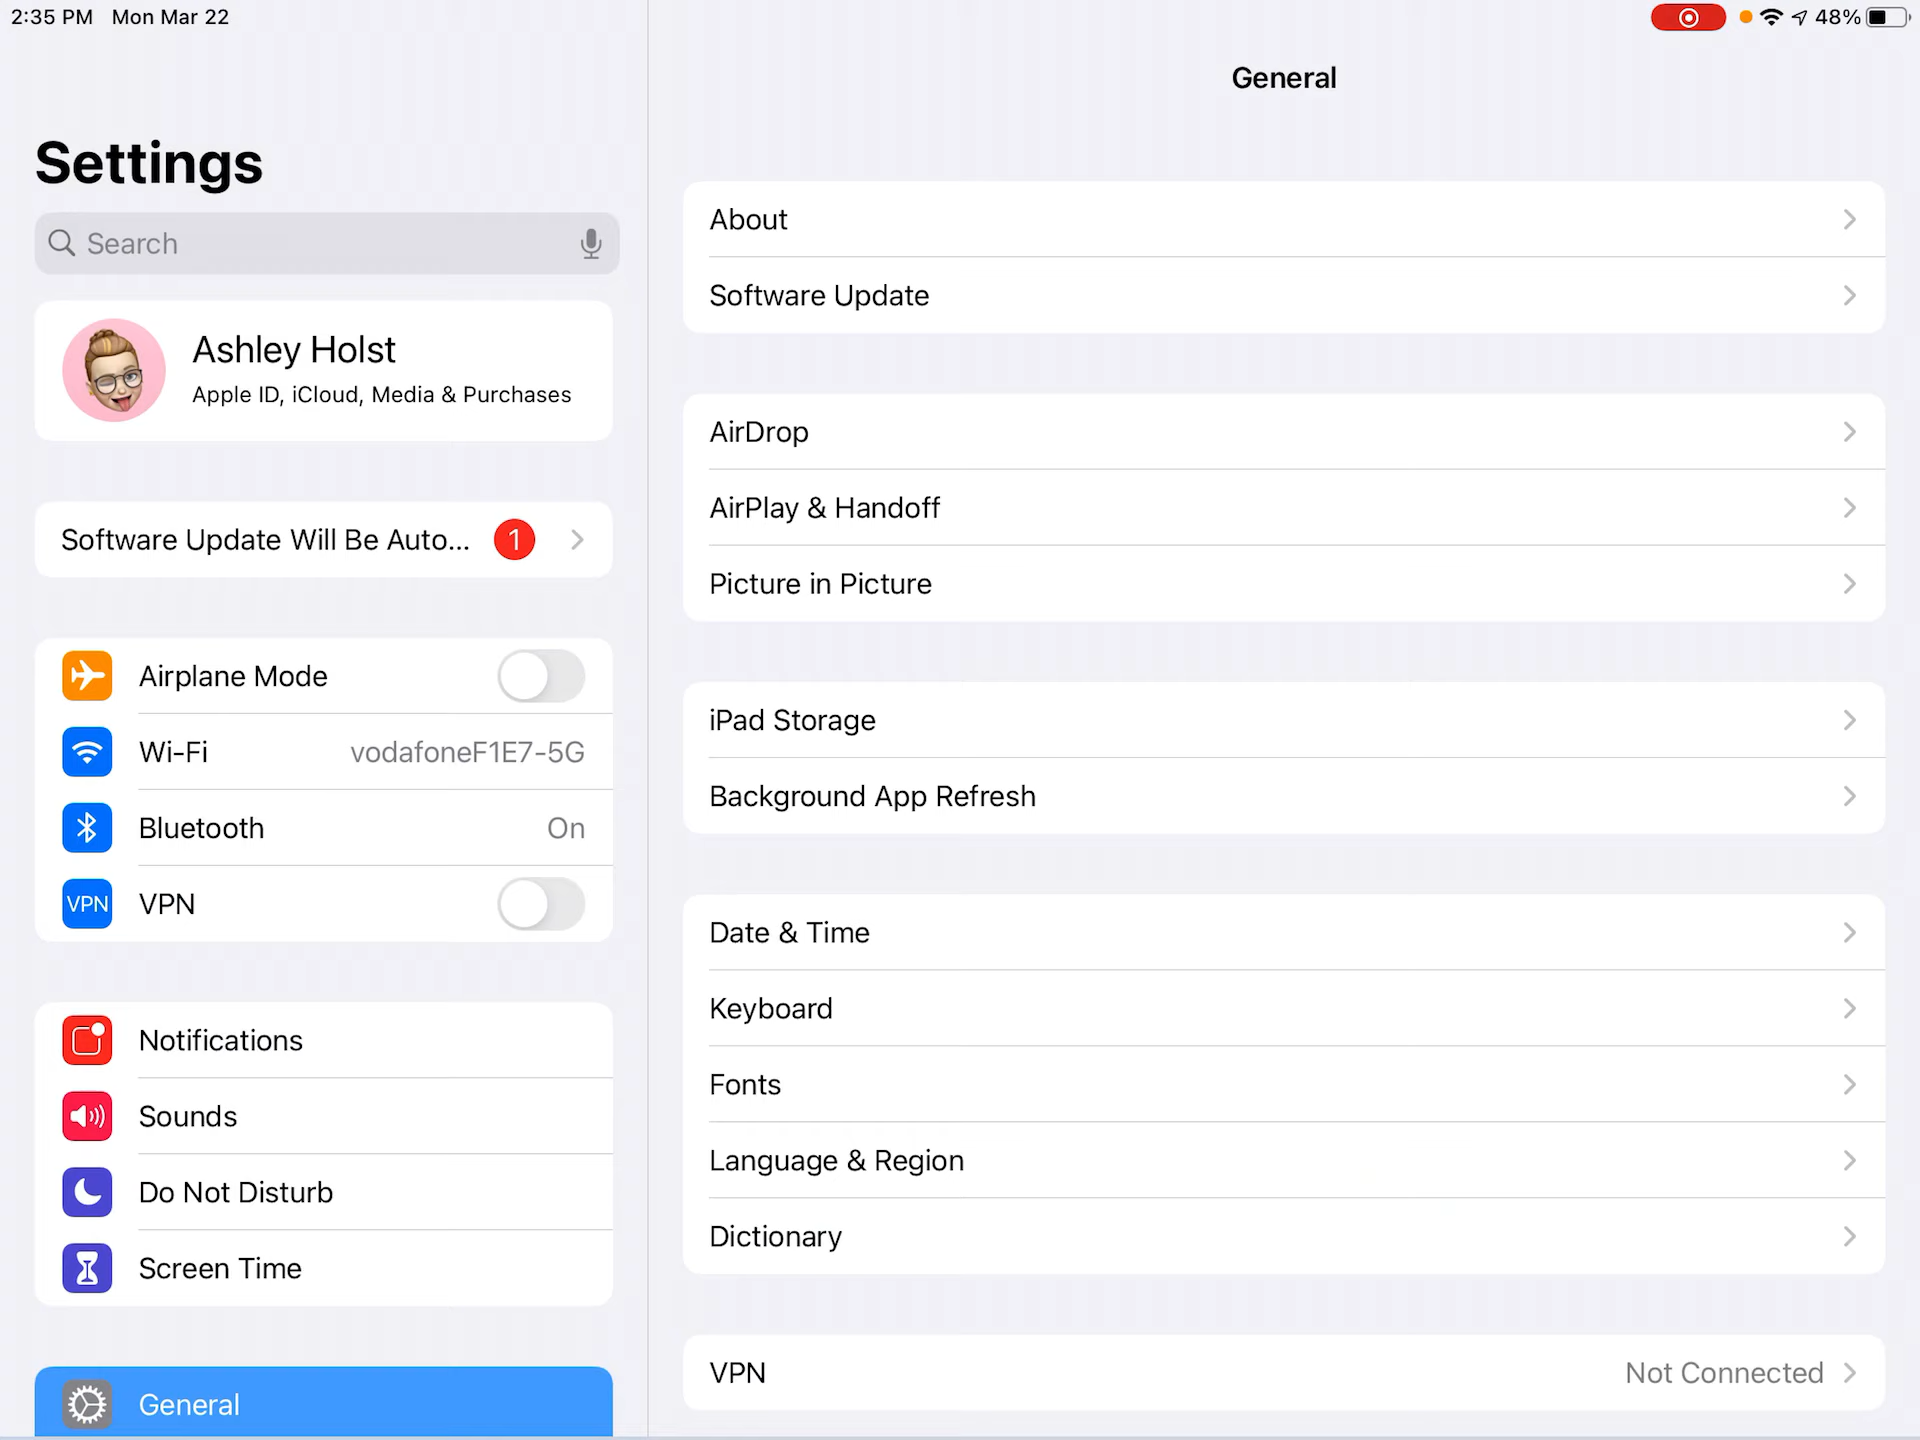 2:35 PM Mon Mar 22
48%
Settings
Search
Ashley Holst
Apple ID, iCloud, Media & Purchases
Software Update Will Be Auto... 1
Airplane Mode
Wi-Fi vodafoneF1E7-5G
Bluetooth On
VPN VPN
Notifications
Sounds
Do Not Disturb
Screen Time
General
General
About
Software Update
AirDrop
AirPlay & Handoff
Picture in Picture
iPad Storage
Background App Refresh
Date & Time
Keyboard
Fonts
Language & Region
Dictionary
VPN Not Connected